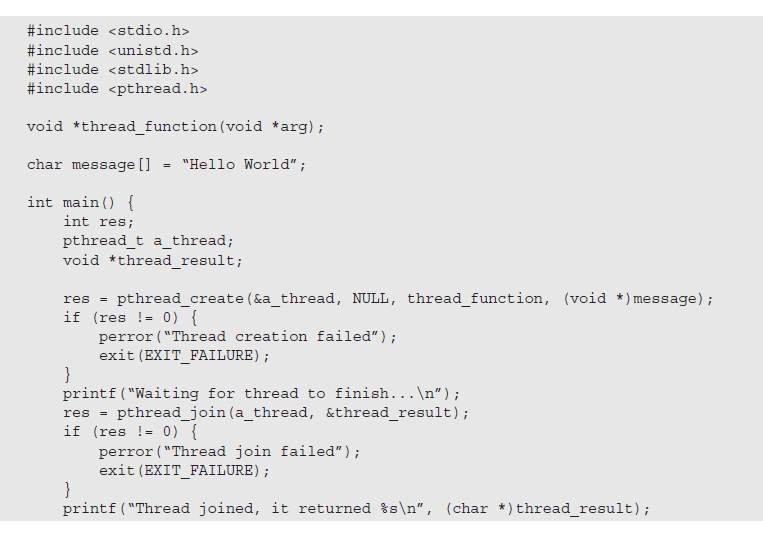 #include <stdio.h>
#include <unistd.h>
#include <stdlib.h>
#include <pthread.h>

void *thread_function(void *arg);

char message[] = “Hello World”;

int main() {
    int res;
    pthread_t a_thread;
    void *thread_result;

    res = pthread_create(&a_thread, NULL, thread_function, (void *)message);
    if (res != 0) {
        perror(“Thread creation failed”);
        exit(EXIT_FAILURE);
    }
    printf(“Waiting for thread to finish...\n”);
    res = pthread_join(a_thread, &thread_result);
    if (res != 0) {
        perror(“Thread join failed”);
        exit(EXIT_FAILURE);
    }
    printf(“Thread joined, it returned %s\n”, (char *)thread_result);